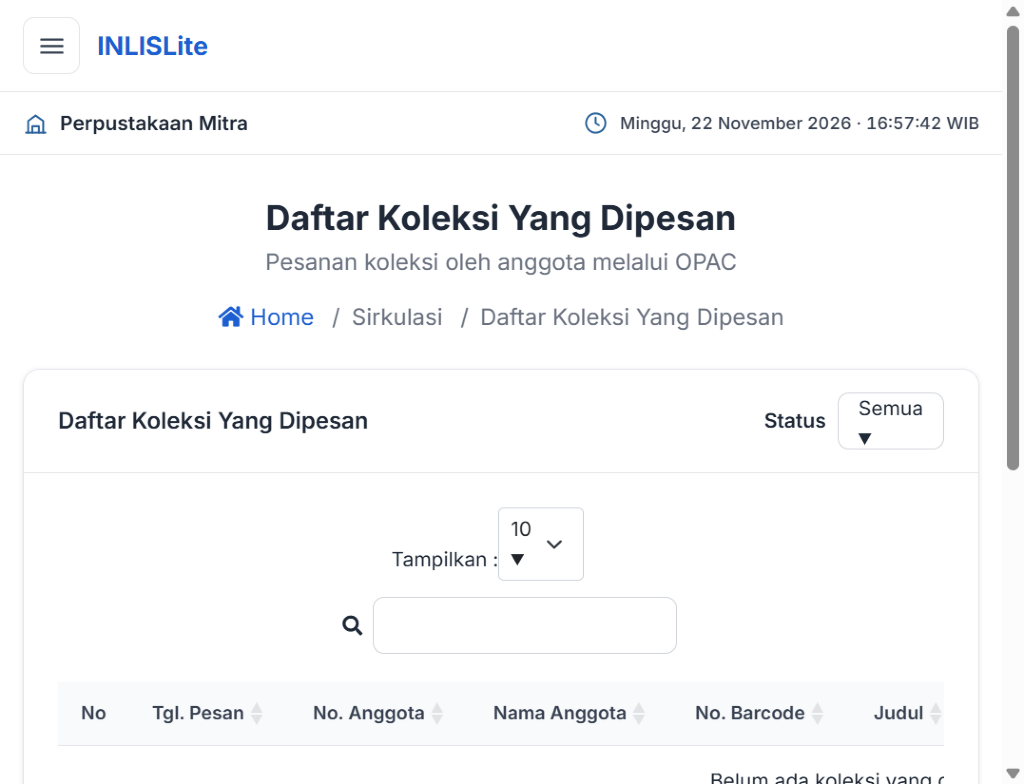 INLISLite
Perpustakaan Mitra
Minggu, 22 November 2026 · 16:57:42 WIB
Daftar Koleksi Yang Dipesan
Pesanan koleksi oleh anggota melalui OPAC
Home / Sirkulasi / Daftar Koleksi Yang Dipesan
Daftar Koleksi Yang Dipesan
Status
Semua
Tampilkan :
10
No Tgl. Pesan No. Anggota Nama Anggota No. Barcode Judul
Belum ada koleksi yang